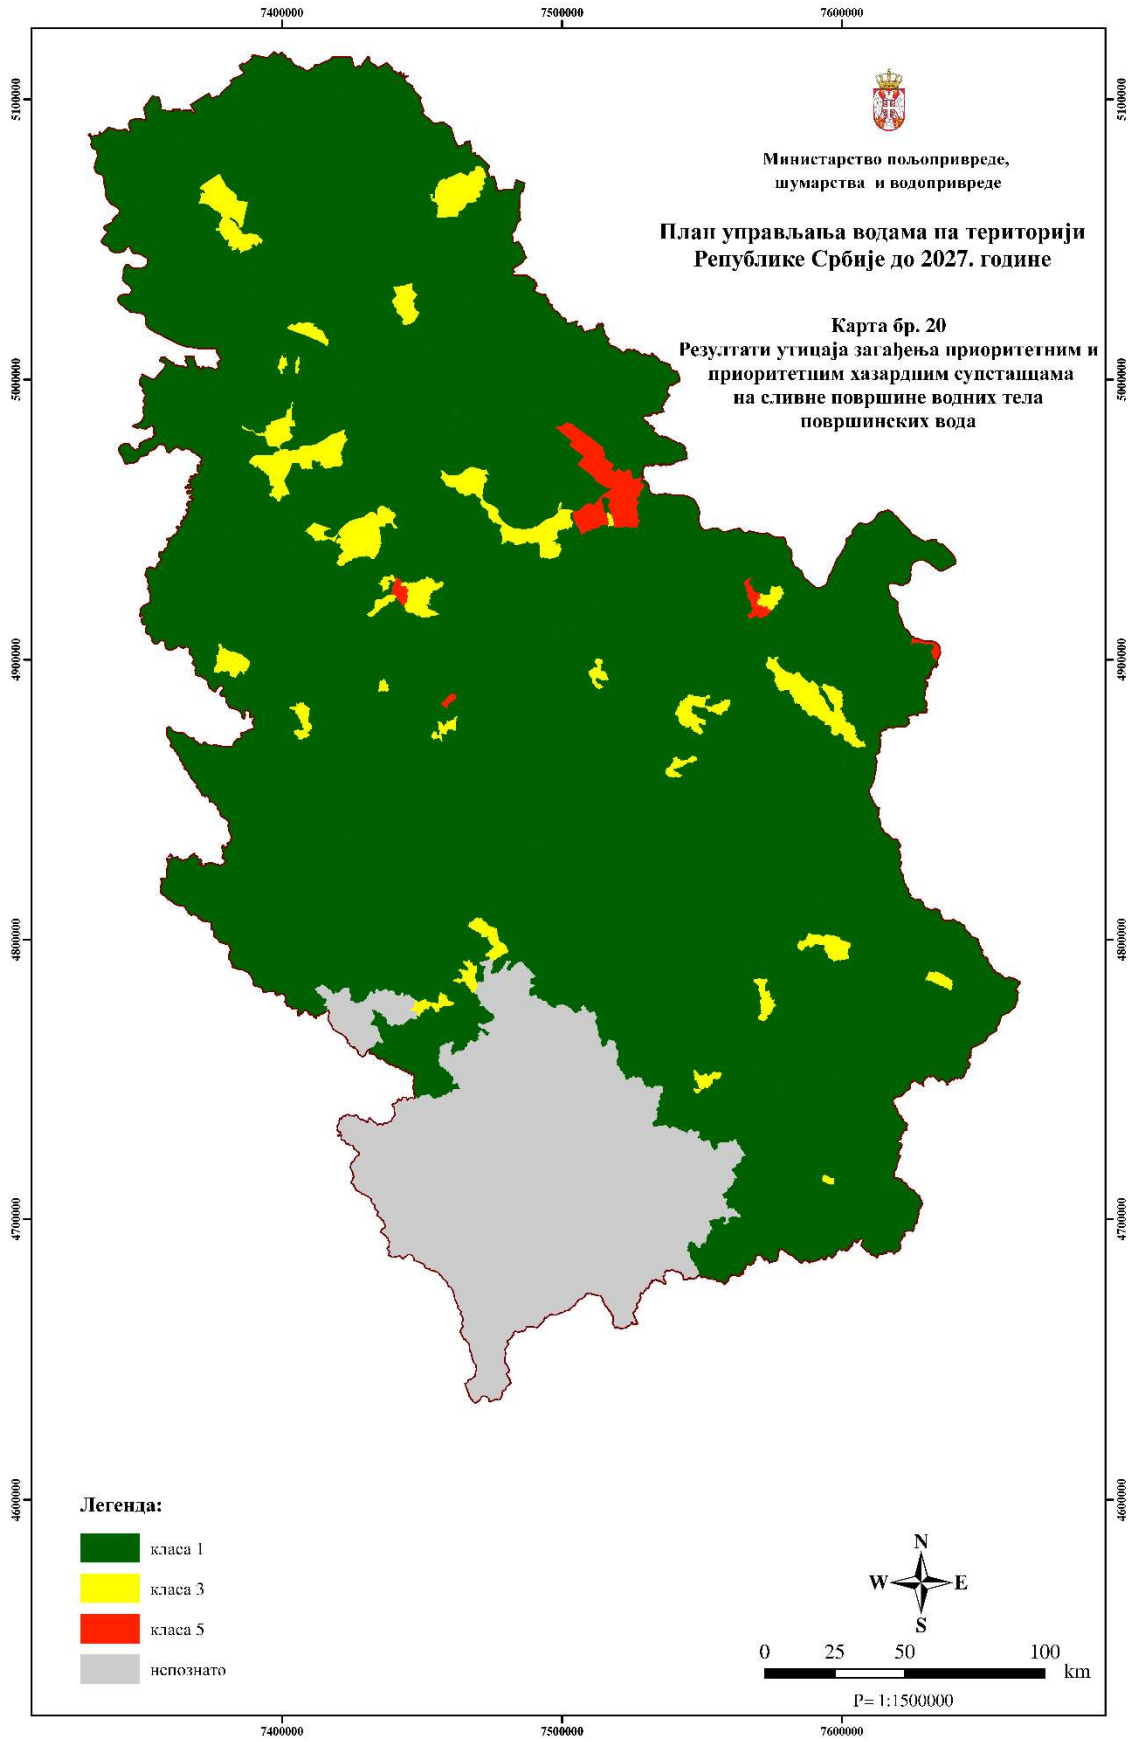 7400000
7500000
7600000
5100000
5100000
Министарство пољопривреде,
шумарства и водопривреде
План управљања водама на територији
Републике Србије до 2027. године
Карта бр. 20
Резултати утицаја загађења приоритетним и
приоритетним хазардним супстанцама
на сливне површине водних тела
површинских вода
5000000
5000000
4900000
4900000
4800000
4800000
4700000
4700000
4600000
4600000
Легенда:
класа 1
класа 3
класа 5
непознато
N
W
E
S
0
25
50
100
km
Р= 1:1500000
7400000
7500000
7600000